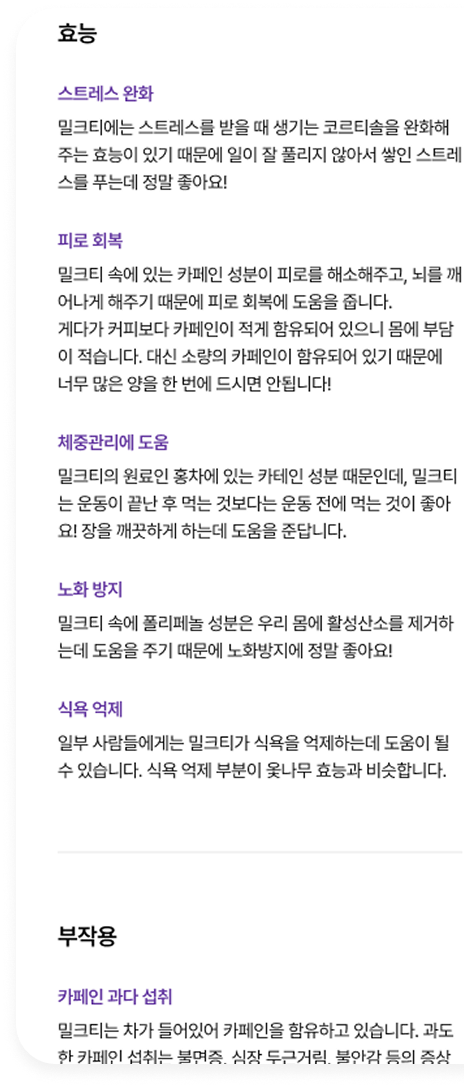 효능
스트레스 완화
밀크티에는 스트레스를 받을 때 생기는 코르티솔을 완화해
주는 효능이 있기 때문에 일이 잘 풀리지 않아서 쌓인 스트레
스를 푸는데 정말 좋아요!
피로 회복
밀크티 속에 있는 카페인 성분이 피로를 해소해주고, 뇌를 깨
어나게 해주기 때문에 피로 회복에 도움을 줍니다.
게다가 커피보다 카페인이 적게 함유되어 있으니 몸에 부담
이 적습니다. 대신 소량의 카페인이 함유되어 있기 때문에
너무 많은 양을 한 번에 드시면 안됩니다!
체중관리에 도움
밀크티의 원료인 홍차에 있는 카테인 성분 때문인데, 밀크티
는 운동이 끝난 후 먹는 것보다는 운동 전에 먹는 것이 좋아
요! 장을 깨끗하게 하는데 도움을 준답니다.
노화 방지
밀크티 속에 폴리페놀 성분은 우리 몸에 활성산소를 제거하
는데 도움을 주기 때문에 노화방지에 정말 좋아요!
식욕 억제
일부 사람들에게는 밀크티가 식욕을 억제하는데 도움이 될
수 있습니다. 식욕 억제 부분이 옻나무 효능과 비슷합니다.
부작용
카페인 과다 섭취
밀크티는 차가 들어있어 카페인을 함유하고 있습니다. 과도
한 카페인 섭취는 불면증, 심장 두근거림, 불안감 등의 증상